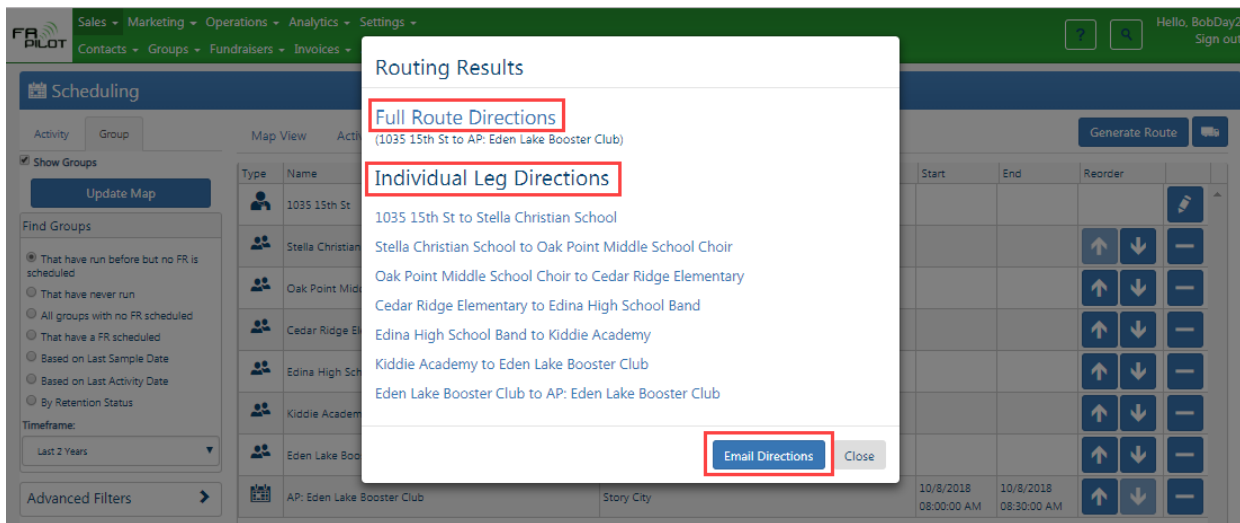 FR PILOT
Sales Marketing Operations Analytics Settings
Contacts Groups Fundraisers Invoices
? Hello, BobDay2
Sign out
Scheduling
Activity Group
Show Groups
Update Map
Find Groups
That have run before but no FR is
scheduled
That have never run
All groups with no FR scheduled
That have a FR scheduled
Based on Last Sample Date
Based on Last Activity Date
By Retention Status
Timeframe:
Last 2 Years
Advanced Filters
Map View
Generate Route
Type Name Start End Reorder
1035 15th St
Stella Christian
Oak Point
Cedar Ridge
Edina High
Kiddie
Eden Lake
AP: Eden Lake Booster Club Story City 10/8/2018 10/8/2018
08:00:00 AM 08:30:00 AM
Routing Results
Full Route Directions
(1035 15th St to AP: Eden Lake Booster Club)
Individual Leg Directions
1035 15th St to Stella Christian School
Stella Christian School to Oak Point Middle School Choir
Oak Point Middle School Choir to Cedar Ridge Elementary
Cedar Ridge Elementary to Edina High School Band
Edina High School Band to Kiddie Academy
Kiddie Academy to Eden Lake Booster Club
Eden Lake Booster Club to AP: Eden Lake Booster Club
Email Directions Close